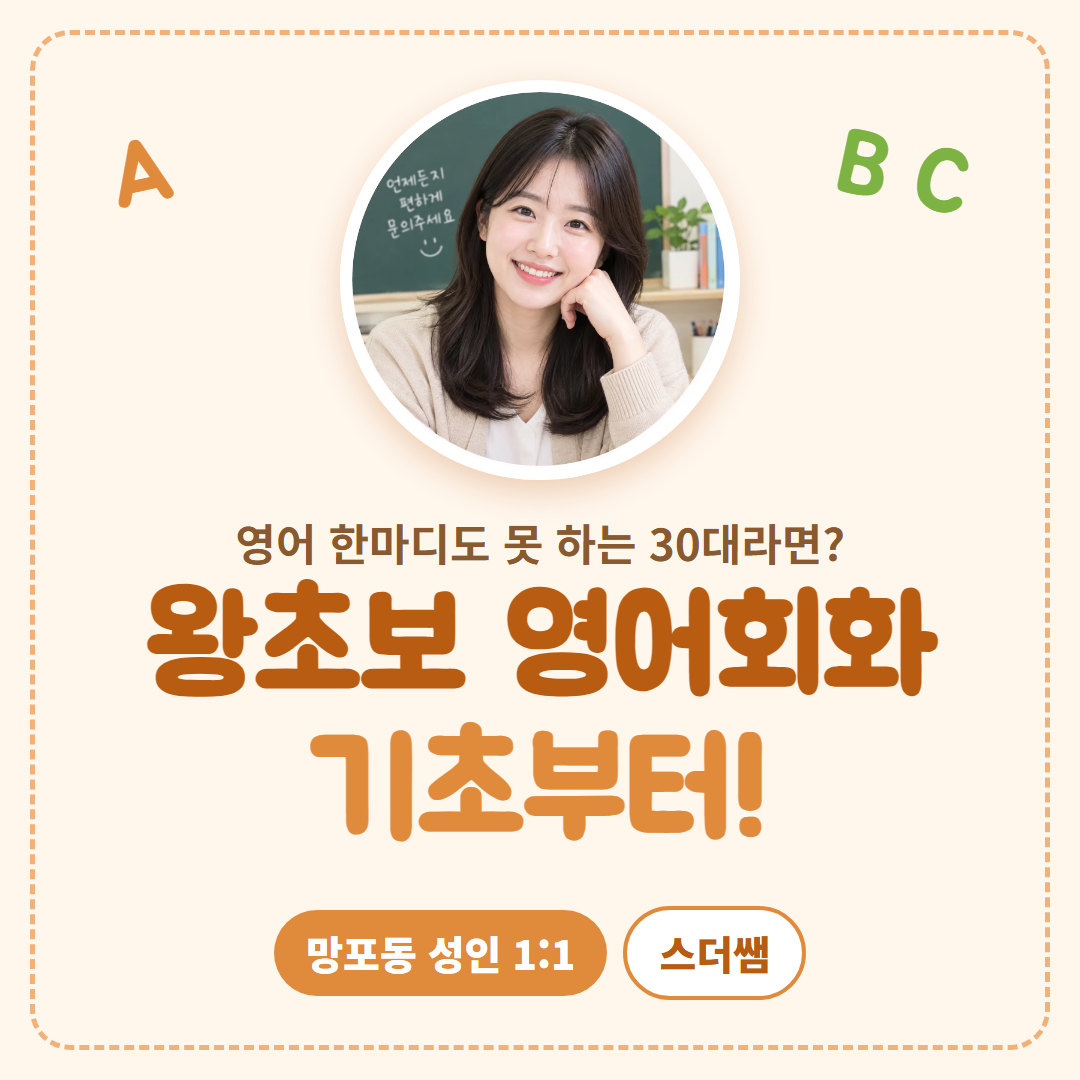 A
B C
언제든지
편하게
문의주세요
영어 한마디도 못 하는 30대라면?
왕초보 영어회화
기초부터!
망포동 성인 1:1
스더쌤